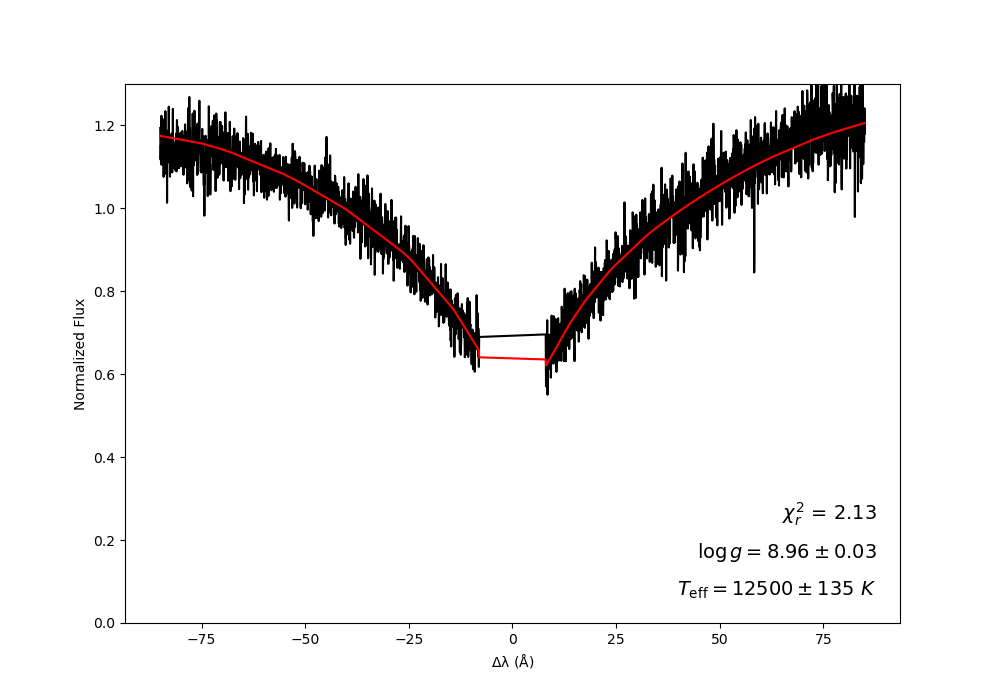 1.2
1.0
0.8
0.6
0.4
0.2
0.0
Normalized Flux
χ²ᵣ = 2.13
log g = 8.96 ± 0.03
T_eff = 12500 ± 135 K
−75 −50 −25 0 25 50 75
Δλ (Å)